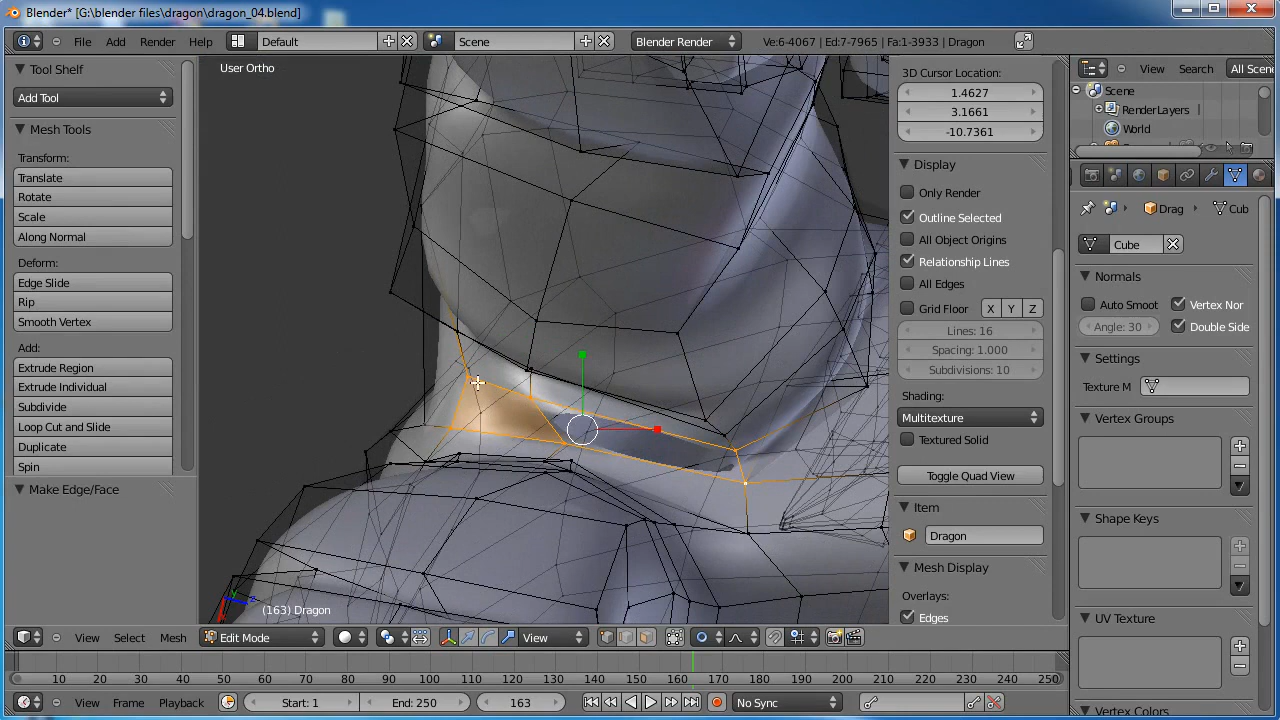 Blender* [G:\blender files\dragon\dragon_04.blend]
File Add Render Help Default Scene Blender Render Ve:6-4067 | Ed:7-7965 | Fa:1-3933 | Dragon
Tool Shelf
Add Tool
Mesh Tools
Transform:
Translate
Rotate
Scale
Along Normal
Deform:
Edge Slide
Rip
Smooth Vertex
Add:
Extrude Region
Extrude Individual
Subdivide
Loop Cut and Slide
Duplicate
Spin
Make Edge/Face
User Ortho
(163) Dragon
3D Cursor Location:
1.4627
3.1661
-10.7361
Display
Only Render
Outline Selected
All Object Origins
Relationship Lines
All Edges
Grid Floor X Y Z
Lines: 16
Spacing: 1.000
Subdivisions: 10
Shading:
Multitexture
Textured Solid
Toggle Quad View
Item
Dragon
Mesh Display
Overlays:
Edges
View Search All Scene
Scene
RenderLayers
World
Drag Cub
Cube
Normals
Auto Smoot Vertex Nor
Angle: 30 Double Side
Settings
Texture M
Vertex Groups
Shape Keys
UV Texture
Vertex Colors
View Select Mesh Edit Mode View
10 20 30 40 50 60 70 80 90 100 110 120 130 140 150 160 170 180 190 200 210 220 230 240 250
View Frame Playback Start: 1 End: 250 163 No Sync